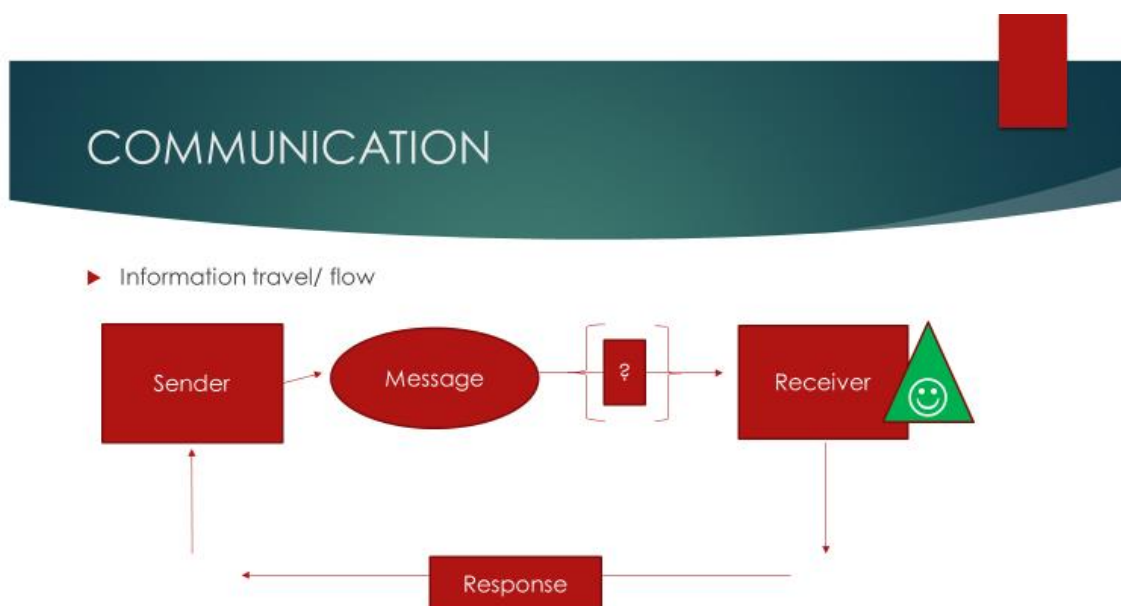 COMMUNICATION
Information travel/ flow
Sender
Message
?
Receiver
Response